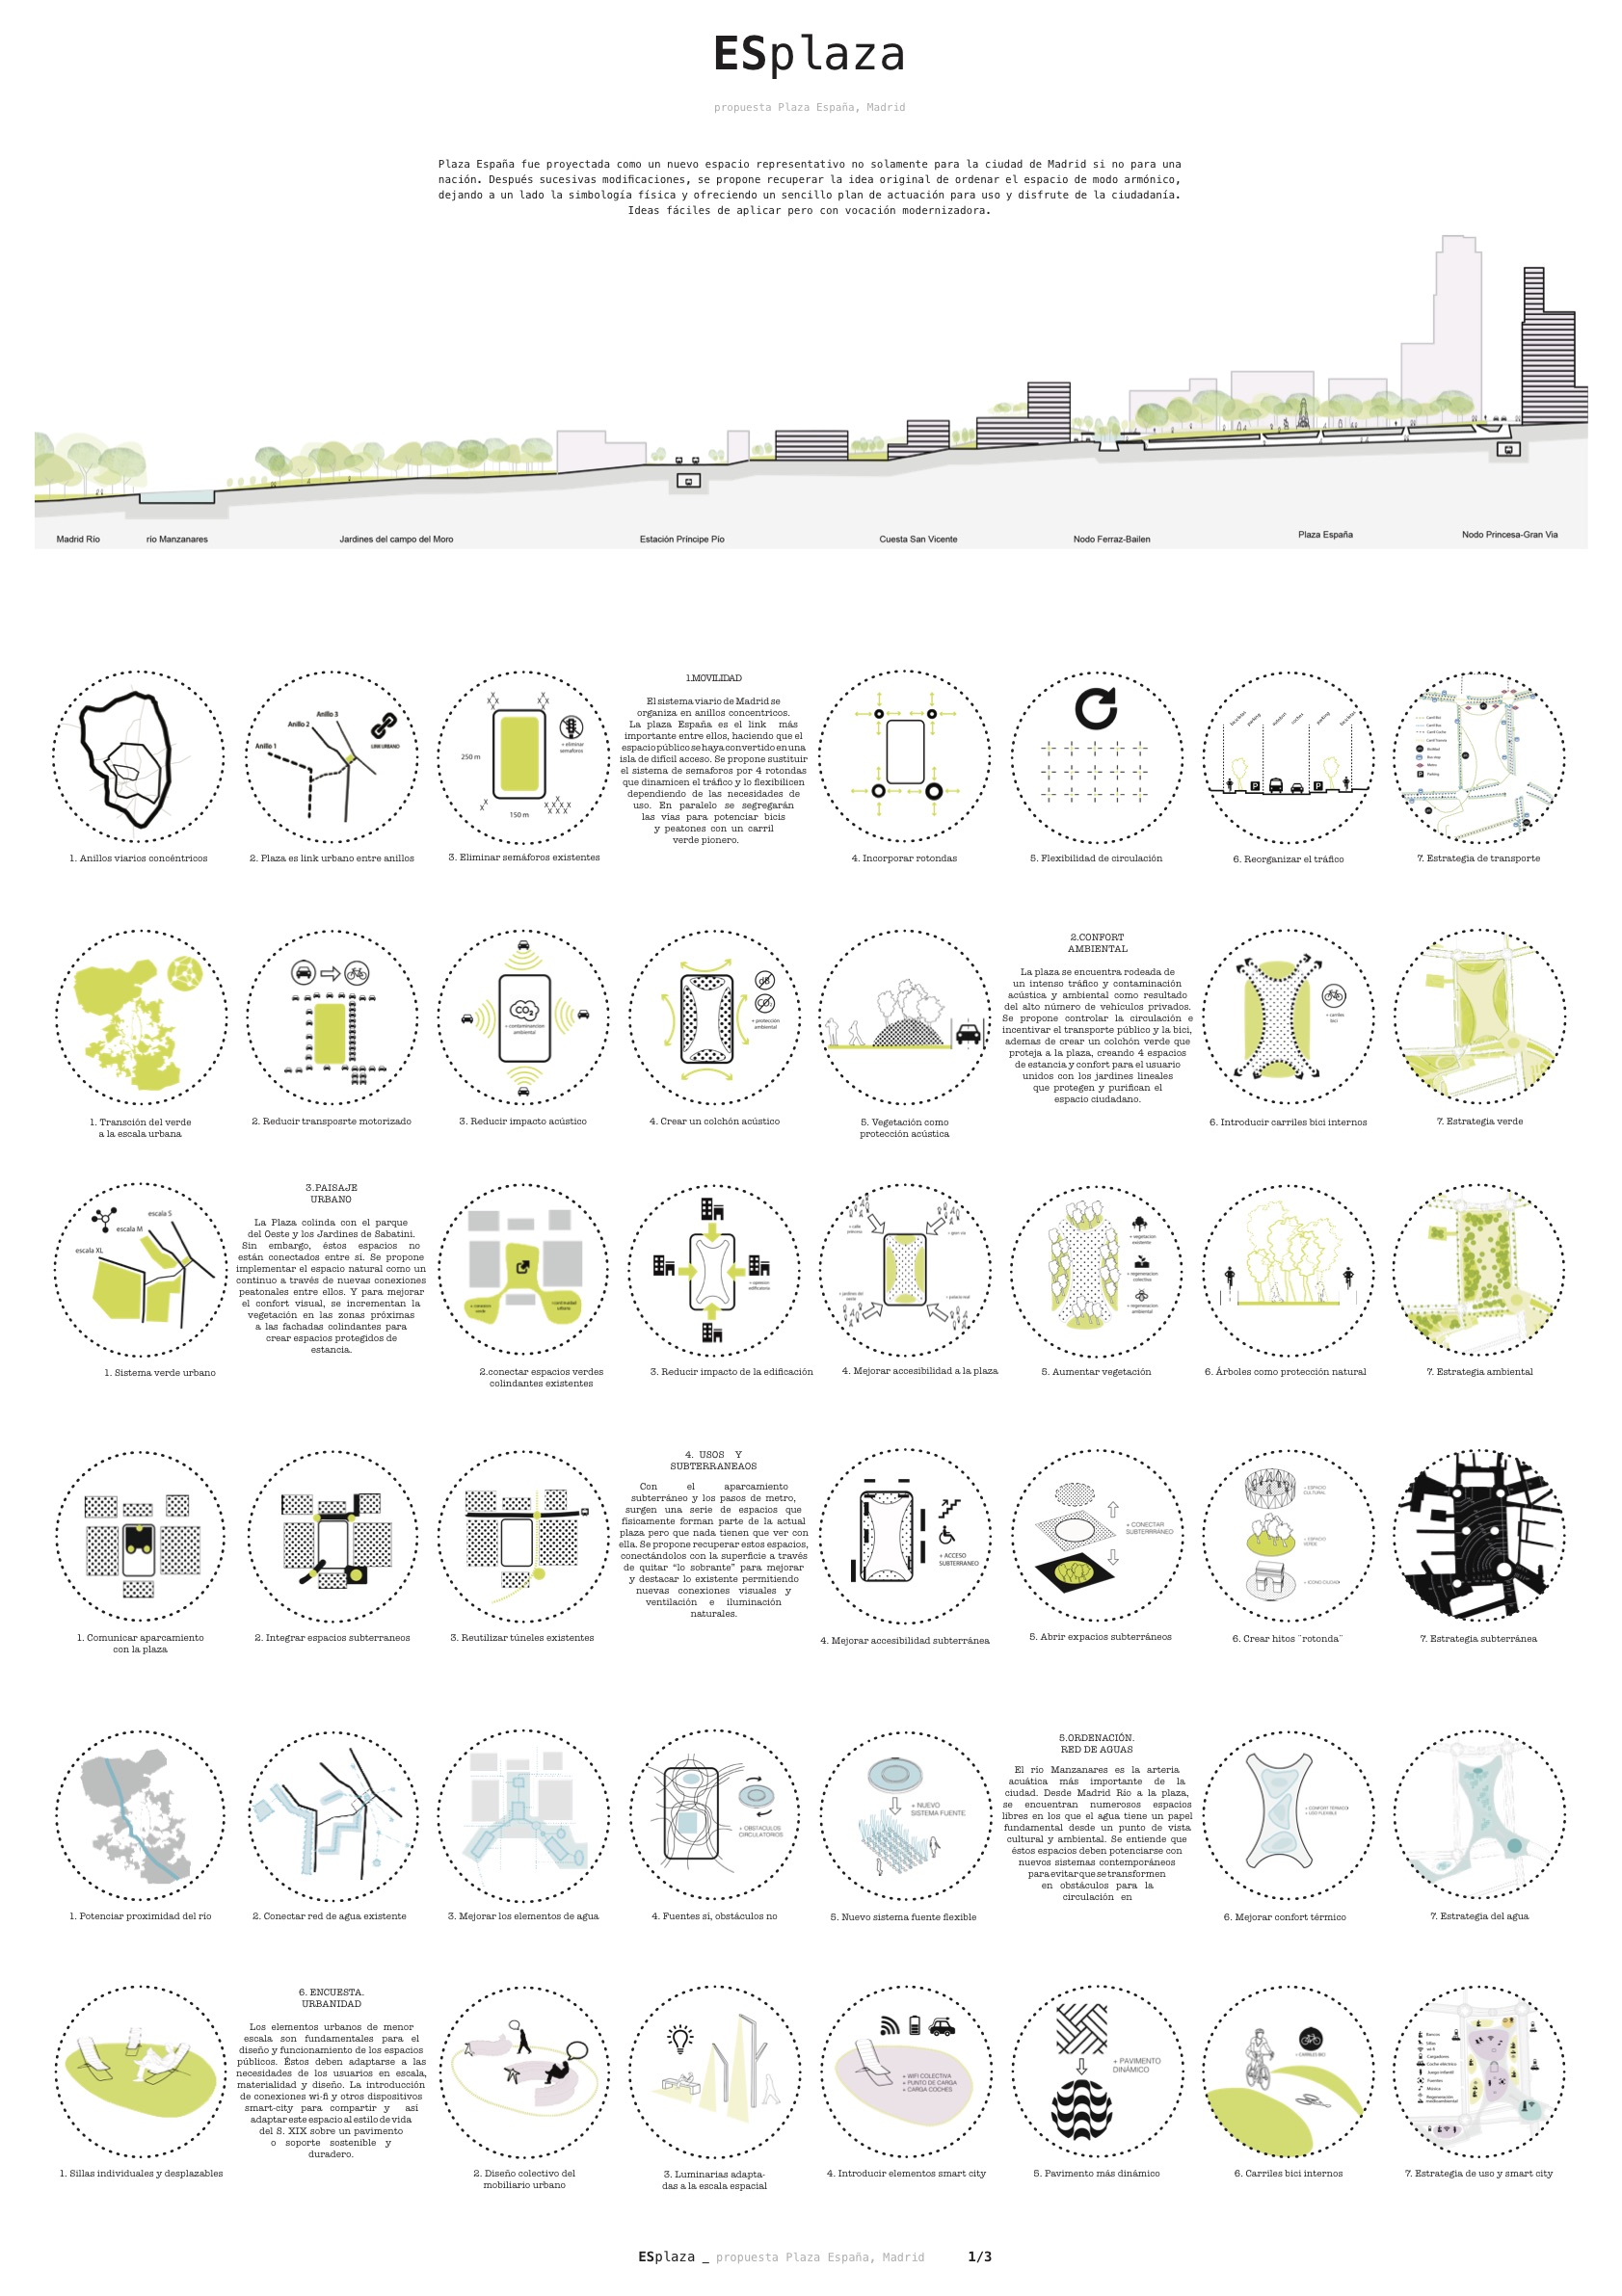 ESplaza
propuesta Plaza España, Madrid
Plaza España fue proyectada como un nuevo espacio representativo no solamente para la ciudad de Madrid si no para una
nación. Después sucesivas modificaciones, se propone recuperar la idea original de ordenar el espacio de modo armónico,
dejando a un lado la simbología física y ofreciendo un sencillo plan de actuación para uso y disfrute de la ciudadanía.
Ideas fáciles de aplicar pero con vocación modernizadora.
Madrid Río
río Manzanares
Jardines del campo del Moro
Estación Príncipe Pío
Cuesta San Vicente
Nodo Ferraz-Bailen
Plaza España
Nodo Princesa-Gran Via
Anillo 1
Anillo 2
Anillo 3
LINK URBANO
250 m
150 m
+ eliminar
semaforos
1.MOVILIDAD
El sistema viario de Madrid se
organiza en anillos concentricos.
La plaza España es el link más
importante entre ellos, haciendo que el
espacio público se haya convertido en una
isla de difícil acceso. Se propone sustituir
el sistema de semaforos por 4 rotondas
que dinamicen el tráfico y lo flexibilicen
dependiendo de las necesidades de
uso. En paralelo se segregarán
las vías para potenciar bicis
y peatones con un carril
verde pionero.
1. Anillos viarios concéntricos
2. Plaza es link urbano entre anillos
3. Eliminar semáforos existentes
4. Incorporar rotondas
5. Flexibilidad de circulación
6. Reorganizar el tráfico
7. Estrategia de transporte
CO2
+ contaminancion
ambiental
dB
CO2
+ protección
ambiental
2.CONFORT
AMBIENTAL
La plaza se encuentra rodeada de
un intenso tráfico y contaminación
acústica y ambiental como resultado
del alto número de vehículos privados.
Se propone controlar la circulación e
incentivar el transporte público y la bici,
ademas de crear un colchón verde que
proteja a la plaza, creando 4 espacios
de estancia y confort para el usuario
unidos con los jardines lineales
que protegen y purifican el
espacio ciudadano.
+ carriles
bici
1. Transción del verde
a la escala urbana
2. Reducir transposrte motorizado
3. Reducir impacto acústico
4. Crear un colchón acústico
5. Vegetación como
protección acústica
6. Introducir carriles bici internos
7. Estrategia verde
escala S
escala M
escala XL
3.PAISAJE
URBANO
La Plaza colinda con el parque
del Oeste y los Jardines de Sabatini.
Sin embargo, éstos espacios no
están conectados entre si. Se propone
implementar el espacio natural como un
continuo a través de nuevas conexiones
peatonales entre ellos. Y para mejorar
el confort visual, se incrementan la
vegetación en las zonas próximas
a las fachadas colindantes para
crear espacios protegidos de
estancia.
+ vegetacion
existente
+ regeneracion
colectiva
+ regeneracion
ambiental
1. Sistema verde urbano
2.conectar espacios verdes
colindantes existentes
3. Reducir impacto de la edificación
4. Mejorar accesibilidad a la plaza
5. Aumentar vegetación
6. Árboles como protección natural
7. Estrategia ambiental
4. USOS Y
SUBTERRANEAOS
Con el aparcamiento
subterráneo y los pasos de metro,
surgen una serie de espacios que
físicamente forman parte de la actual
plaza pero que nada tienen que ver con
ella. Se propone recuperar estos espacios,
conectándolos con la superficie a través
de quitar "lo sobrante" para mejorar
y destacar lo existente permitiendo
nuevas conexiones visuales y
ventilación e iluminación
naturales.
+ ACCESO
SUBTERRANEO
+ CONECTAR
SUBTERRRÁNEO
+ ESPACIO
CULTURAL
+ ESPACIO
VERDE
+ ICONO CIUDAD
1. Comunicar aparcamiento
con la plaza
2. Integrar espacios subterraneos
3. Reutilizar túneles existentes
4. Mejorar accesibilidad subterránea
5. Abrir expacios subterráneos
6. Crear hitos ¨rotonda¨
7. Estrategia subterránea
+ OBSTACULOS
CIRCULATORIOS
+ NUEVO
SISTEMA FUENTE
5.ORDENACIÓN.
RED DE AGUAS
El rio Manzanares es la arteria
acuática más importante de la
ciudad. Desde Madrid Río a la plaza,
se encuentran numerosos espacios
libres en los que el agua tiene un papel
fundamental desde un punto de vista
cultural y ambiental. Se entiende que
éstos espacios deben potenciarse con
nuevos sistemas contemporáneos
para evitar que se transformen
en obstáculos para la
circulación en
+ CONFORT TÉRMICO
+ USO FLEXIBLE
1. Potenciar proximidad del río
2. Conectar red de agua existente
3. Mejorar los elementos de agua
4. Fuentes sí, obstáculos no
5. Nuevo sistema fuente flexible
6. Mejorar confort térmico
7. Estrategia del agua
6. ENCUESTA.
URBANIDAD
Los elementos urbanos de menor
escala son fundamentales para el
diseño y funcionamiento de los espacios
públicos. Éstos deben adaptarse a las
necesidades de los usuarios en escala,
materialidad y diseño. La introducción
de conexiones wi-fi y otros dispositivos
smart-city para compartir y así
adaptar este espacio al estilo de vida
del S. XIX sobre un pavimento
o soporte sostenible y
duradero.
+ WIFI COLECTIVA
+ PUNTO DE CARGA
+ CARGA COCHES
+ PAVIMENTO
DINÁMICO
+ CARRILES BICI
1. Sillas individuales y desplazables
2. Diseño colectivo del
mobiliario urbano
3. Luminarias adapta-
das a la escala espacial
4. Introducir elementos smart city
5. Pavimento más dinámico
6. Carriles bici internos
7. Estrategia de uso y smart city
ESplaza _ propuesta Plaza España, Madrid 1/3